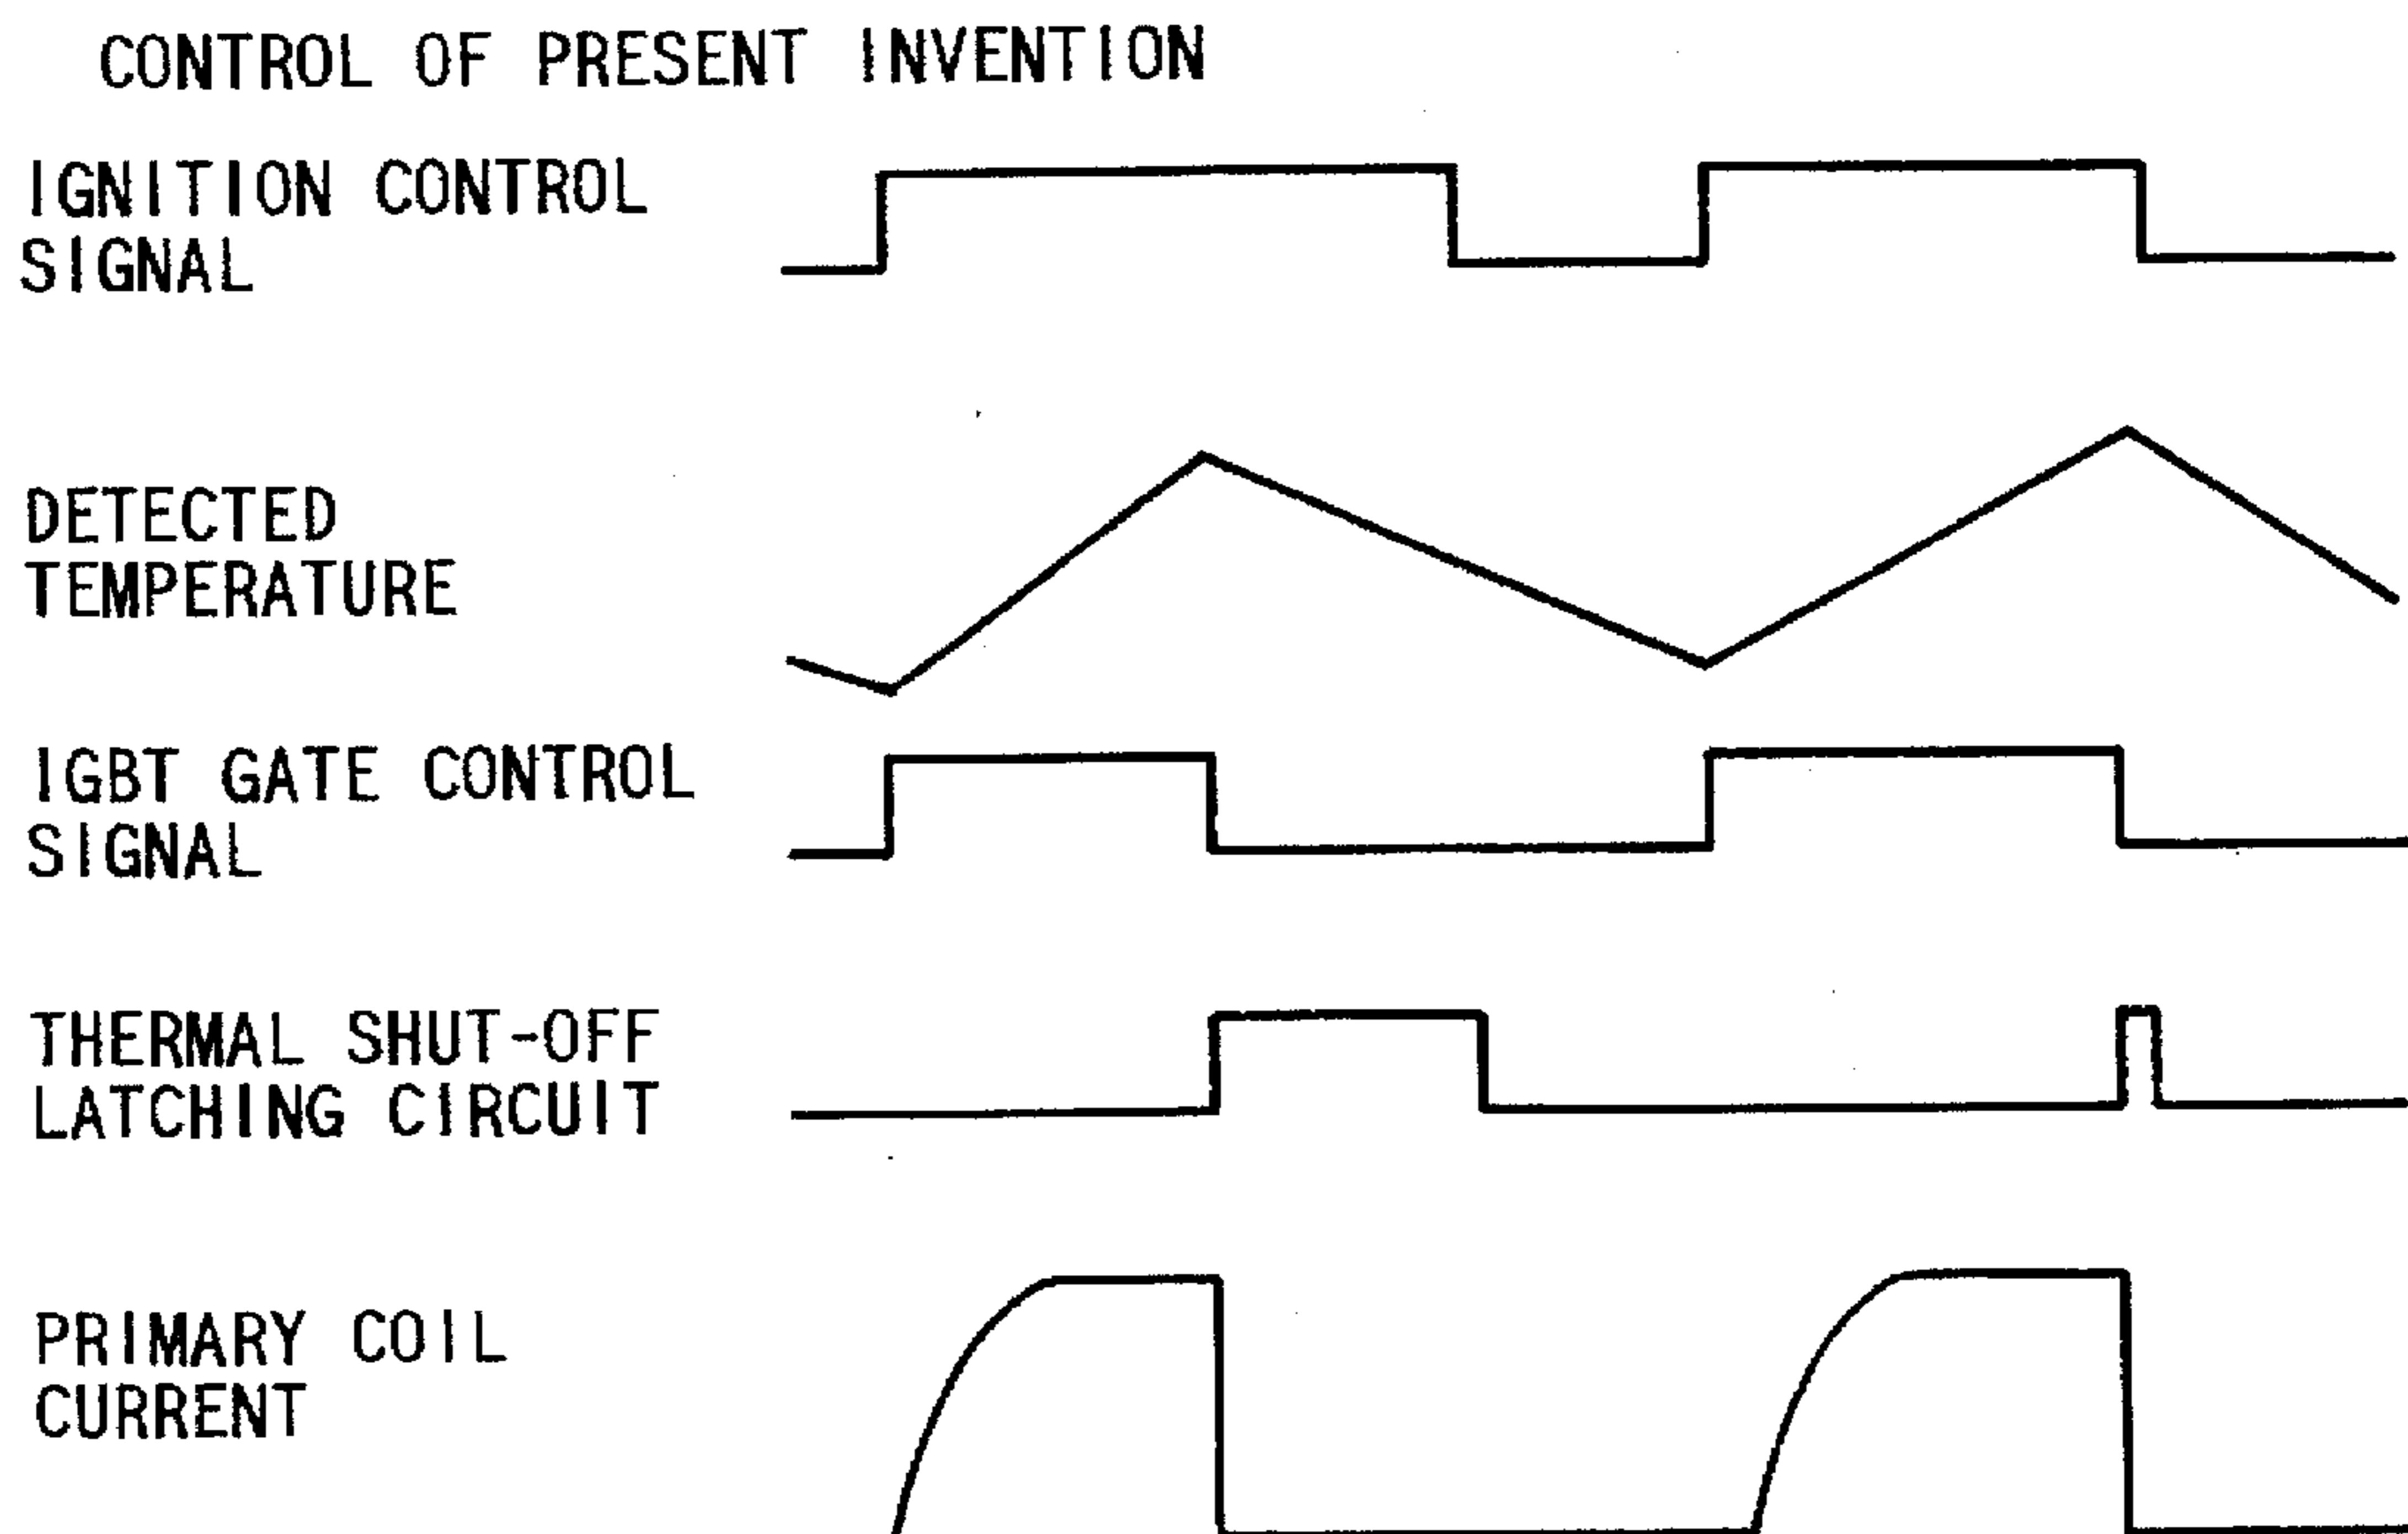 CONTROL OF PRESENT INVENTION
IGNITION CONTROL
SIGNAL
DETECTED
TEMPERATURE
IGBT GATE CONTROL
SIGNAL
THERMAL SHUT-OFF
LATCHING CIRCUIT
PRIMARY COIL
CURRENT